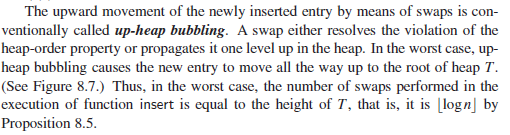 The upward movement of the newly inserted entry by means of swaps is con-
ventionally called up-heap bubbling. A swap either resolves the violation of the
heap-order property or propagates it one level up in the heap. In the worst case, up-
heap bubbling causes the new entry to move all the way up to the root of heap T.
(See Figure 8.7.) Thus, in the worst case, the number of swaps performed in the
execution of function insert is equal to the height of T, that is, it is ⌊log n⌋ by
Proposition 8.5.